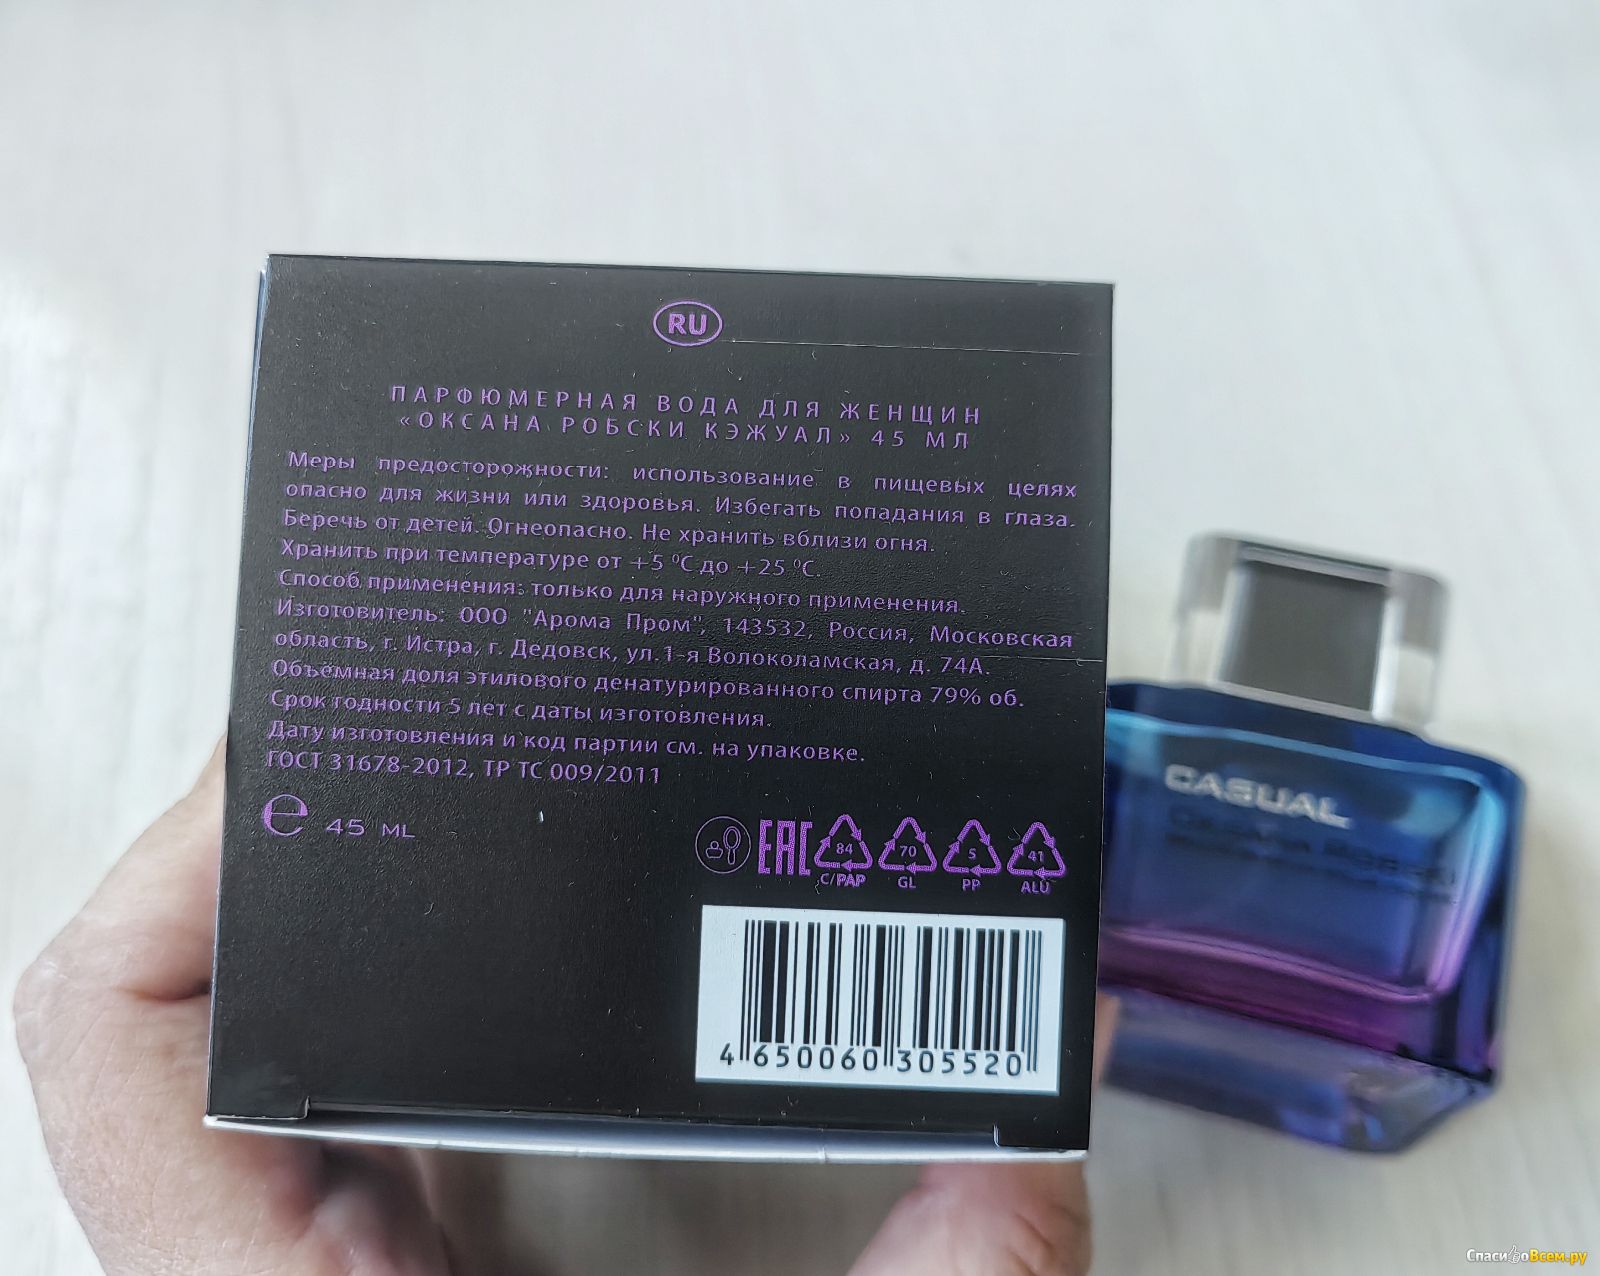 RU
ПАРФЮМЕРНАЯ ВОДА ДЛЯ ЖЕНЩИН
«ОКСАНА РОБСКИ КЭЖУАЛ» 45 МЛ
Меры предосторожности: использование в пищевых целях
опасно для жизни или здоровья. Избегать попадания в глаза.
Беречь от детей. Огнеопасно. Не хранить вблизи огня.
Хранить при температуре от +5 °С до +25 °С.
Способ применения: только для наружного применения.
Изготовитель: ООО "Арома Пром", 143532, Россия, Московская
область, г. Истра, г. Дедовск, ул.1-я Волоколамская, д. 74А.
Объёмная доля этилового денатурированного спирта 79% об.
Срок годности 5 лет с даты изготовления.
Дату изготовления и код партии см. на упаковке.
ГОСТ 31678-2012, ТР ТС 009/2011
℮ 45 ML
EAC 84 70 5 41
C/PAP GL PP ALU
4 650060 305520
CASUAL
СпасибоВсем.ру